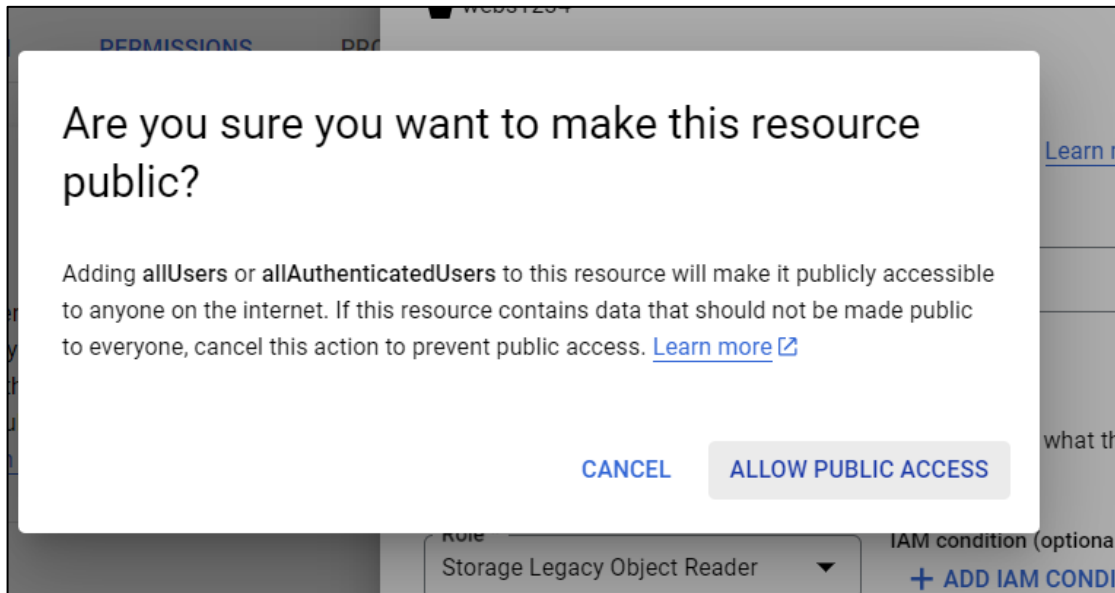 webs1234
PERMISSIONS
Are you sure you want to make this resource
public?
Learn
Adding allUsers or allAuthenticatedUsers to this resource will make it publicly accessible
to anyone on the internet. If this resource contains data that should not be made public
to everyone, cancel this action to prevent public access. Learn more
what
CANCEL ALLOW PUBLIC ACCESS
Role
IAM condition (optiona
Storage Legacy Object Reader
+ ADD IAM CONDI